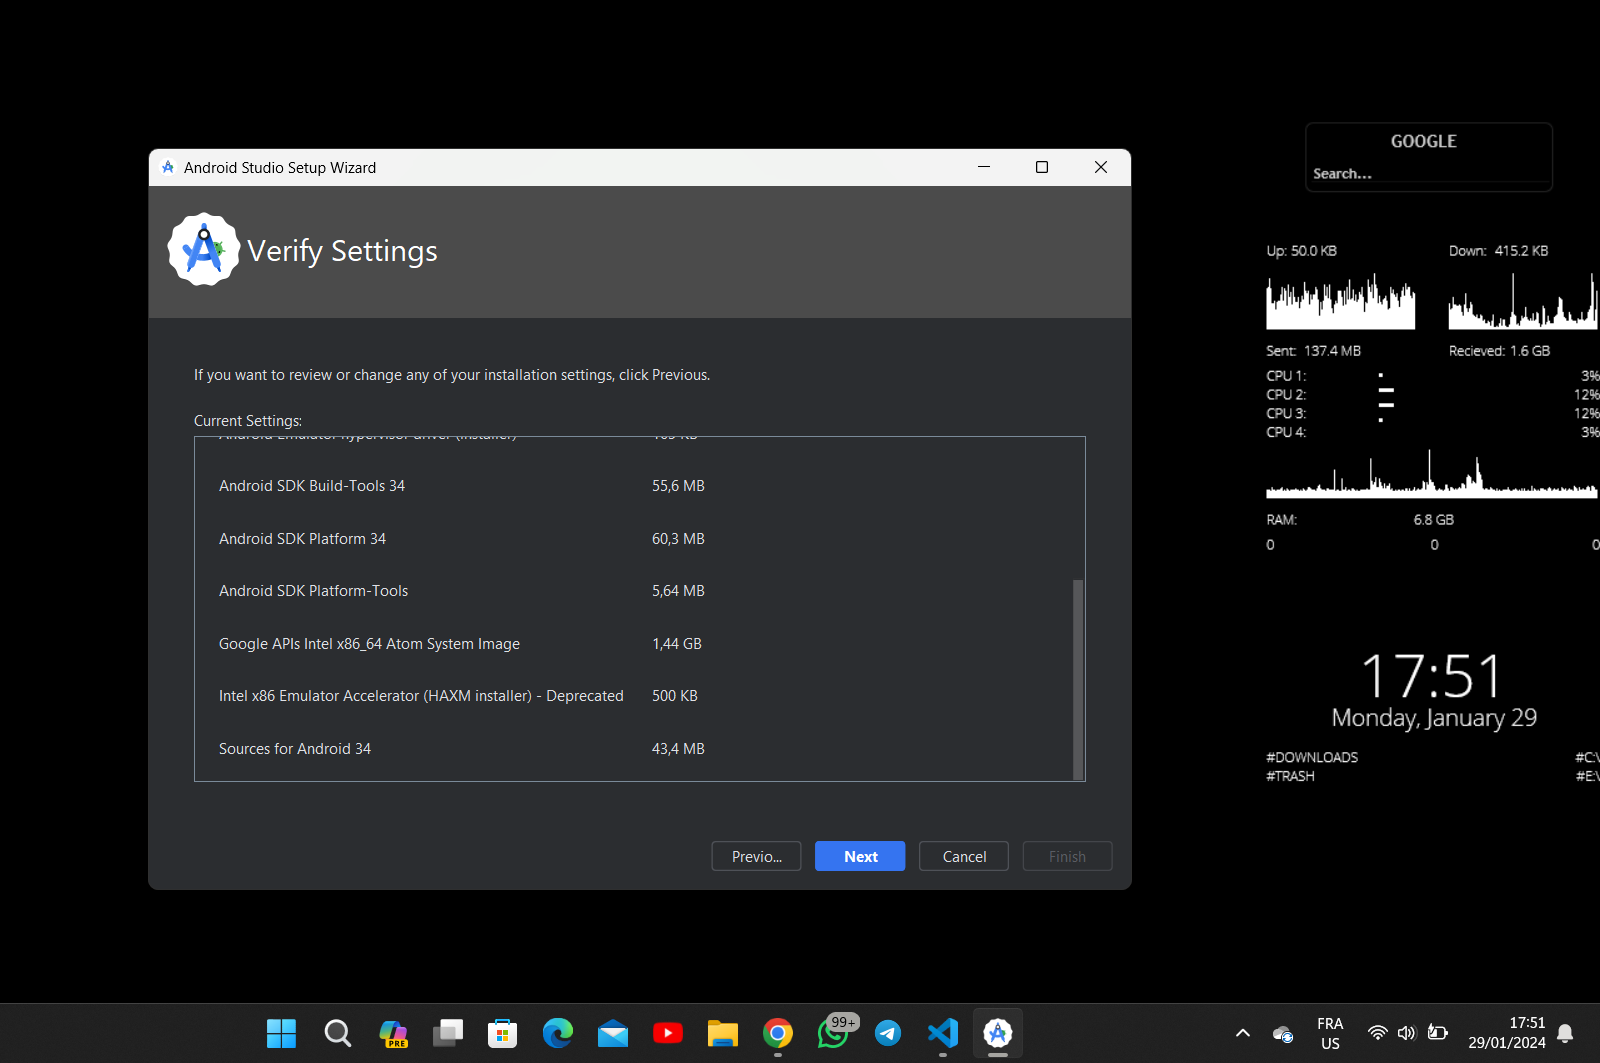 GOOGLE
Search...
Android Studio Setup Wizard
Verify Settings
Up: 50.0 KB
Down: 415.2 KB
Sent: 137.4 MB
Recieved: 1.6 GB
If you want to review or change any of your installation settings, click Previous.
CPU 1:
3%
CPU 2:
12%
CPU 3:
12%
CPU 4:
3%
Current Settings:
Android Emulator hypervisor driver (installer)
Android SDK Build-Tools 34
55,6 MB
RAM:
6.8 GB
0
0
0
Android SDK Platform 34
60,3 MB
Android SDK Platform-Tools
5,64 MB
Google APIs Intel x86_64 Atom System Image
1,44 GB
Intel x86 Emulator Accelerator (HAXM installer) - Deprecated
500 KB
Sources for Android 34
43,4 MB
17:51
Monday, January 29
#DOWNLOADS
#C:\
#TRASH
#E:\
Previo...
Next
Cancel
Finish
PRE
99+
FRA
US
17:51
29/01/2024